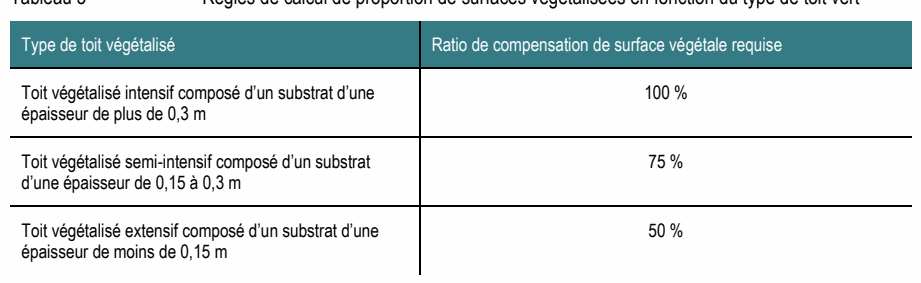 Tableau 5 Règles de calcul de proportion de surfaces végétalisées en fonction du type de toit vert
Type de toit végétalisé Ratio de compensation de surface végétale requise
Toit végétalisé intensif composé d’un substrat d’une
épaisseur de plus de 0,3 m
100 %
Toit végétalisé semi-intensif composé d’un substrat
d’une épaisseur de 0,15 à 0,3 m
75 %
Toit végétalisé extensif composé d’un substrat d’une
épaisseur de moins de 0,15 m
50 %